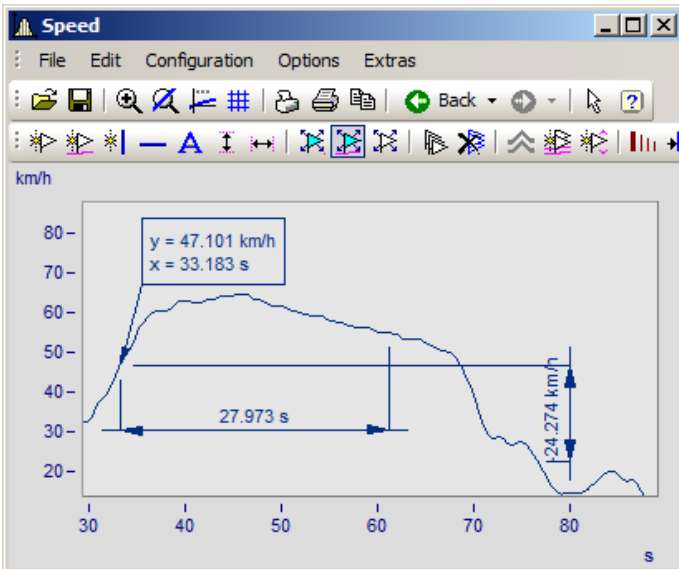 Speed
File Edit Configuration Options Extras
Back
A
km/h
y = 47.101 km/h
x = 33.183 s
80
70
60
50
40
30
20
27.973 s
-24.274 km/h
30 40 50 60 70 80
s